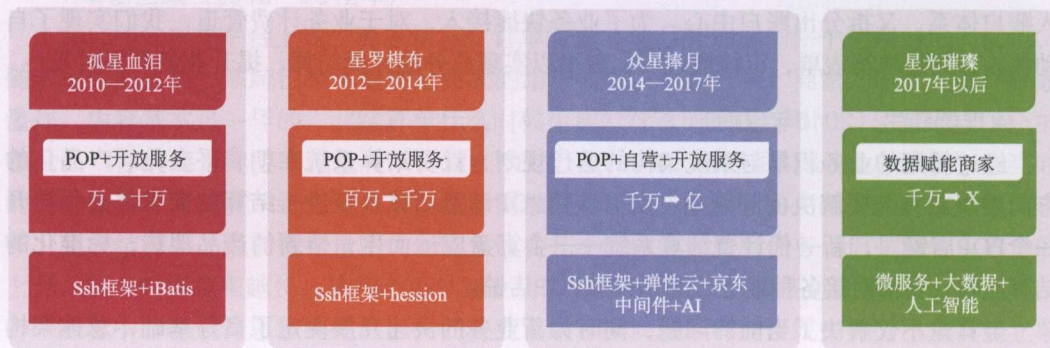 孤星血泪
2010—2012年
POP+开放服务
万➡十万
Ssh框架+iBatis
星罗棋布
2012—2014年
POP+开放服务
百万➡千万
Ssh框架+hession
众星捧月
2014—2017年
POP+自营+开放服务
千万➡亿
Ssh框架+弹性云+京东
中间件+AI
星光璀璨
2017年以后
数据赋能商家
千万➡X
微服务+大数据+
人工智能